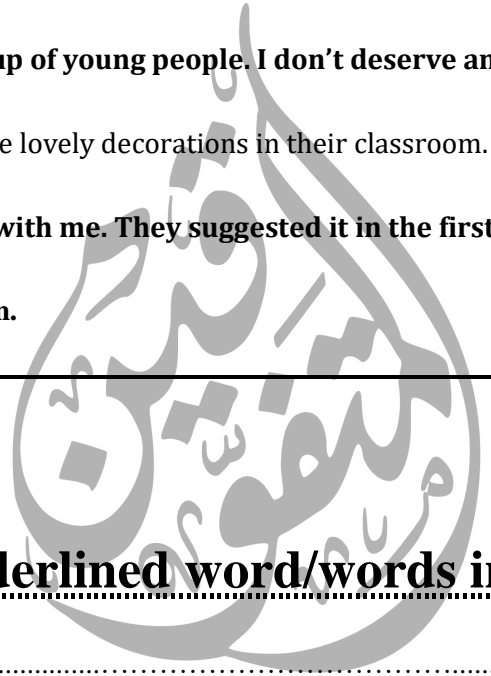 up of young people. I don't deserve an
e lovely decorations in their classroom.
with me. They suggested it in the first
n.
derlined word/words in